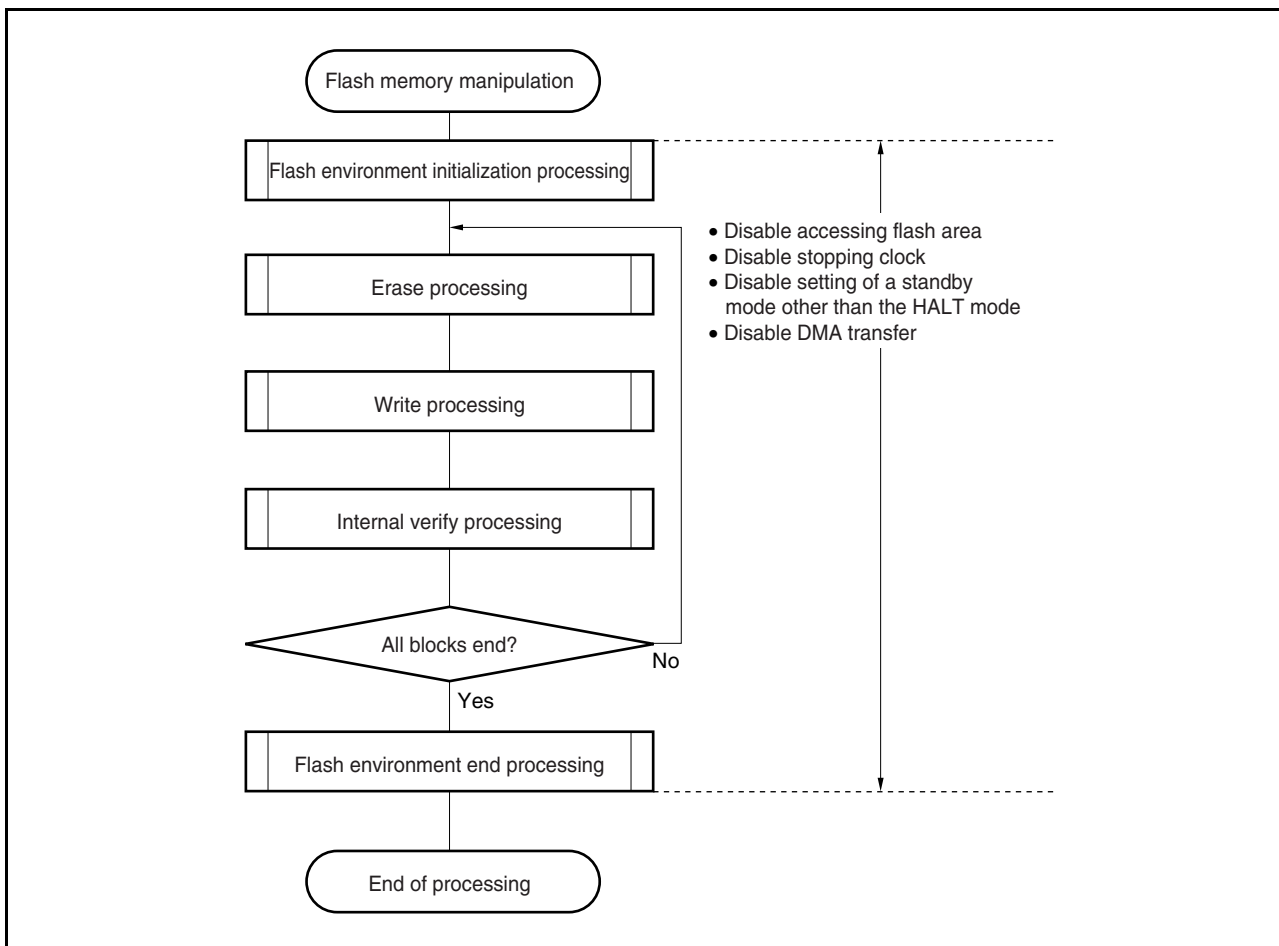 Flash memory manipulation
Flash environment initialization processing
● Disable accessing flash area
● Disable stopping clock
● Disable setting of a standby
mode other than the HALT mode
● Disable DMA transfer
Erase processing
Write processing
Internal verify processing
All blocks end?
No
Yes
Flash environment end processing
End of processing